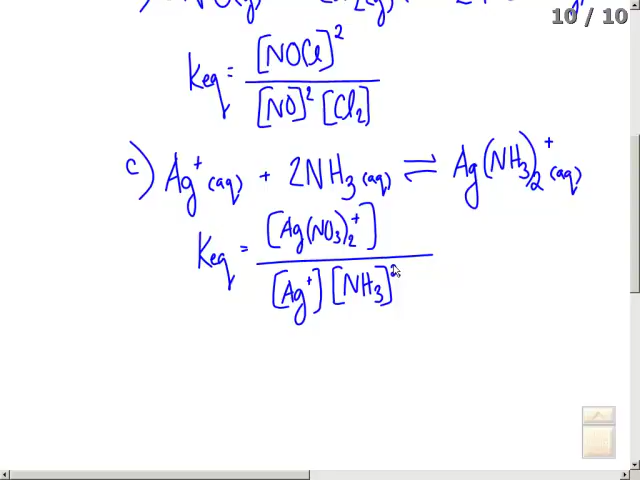 10 / 10
Keq = [NOCl]² / [NO]² [Cl₂]
c) Ag⁺(aq) + 2NH₃(aq) ⇌ Ag(NH₃)₂⁺(aq)
Keq = [Ag(NO₃)₂⁺] / [Ag⁺] [NH₃]²